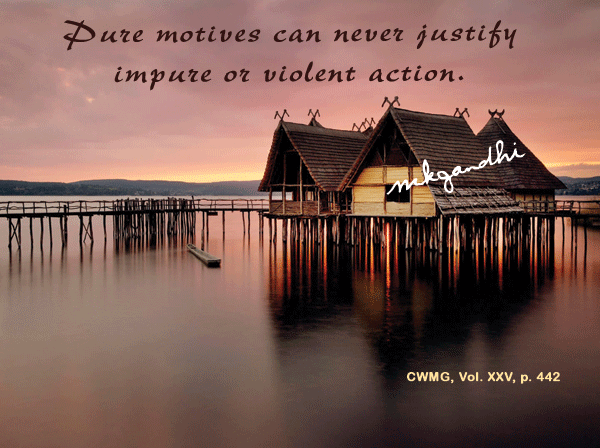 Pure motives can never justify
impure or violent action.
mkgandhi
CWMG, Vol. XXV, p. 442